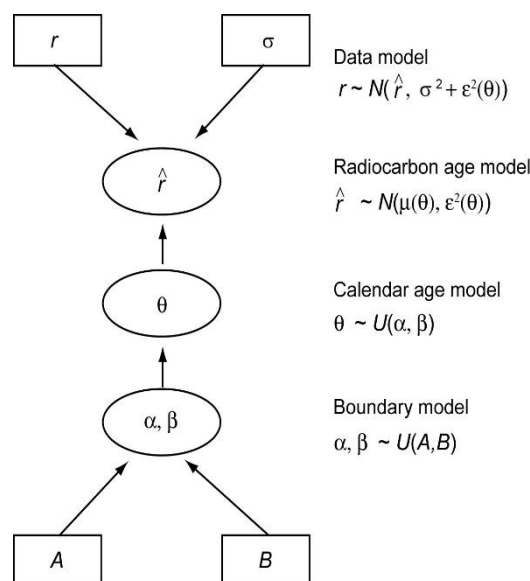 r
σ
Data model
r ~ N( r̂, σ² + ε²(θ))
r̂
Radiocarbon age model
r̂ ~ N(μ(θ), ε²(θ))
θ
Calendar age model
θ ~ U(α, β)
α, β
Boundary model
α, β ~ U(A,B)
A
B